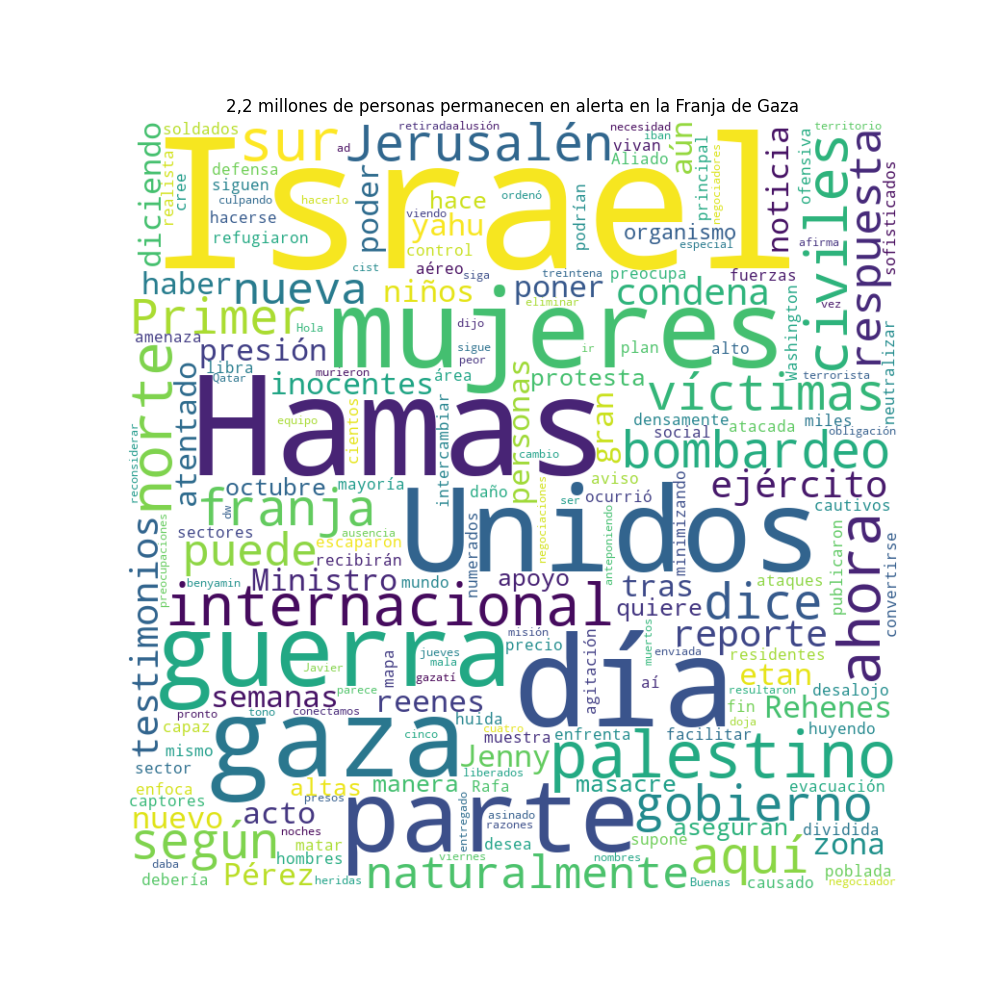 2,2 millones de personas permanecen en alerta en la Franja de Gaza
soldados
sur
Jerusalén
retiradaalusión
necesidad
territorio
Israel
ad
iban
vivan
Aliado
aún
negociadores
principal
noticia
ofensiva
civiles
respuesta
sofisticados
diciendo
realista
cree
defensa
siguen
culpando
hacerlo
hacerse
refugiaron
poder
hace
ordenó
viendo
yahu
control
podrían
organismo
especial
afirma
cist
aéreo
siga
treintena
preocupa
fuerzas
haber
nueva
niños
poner
eliminar
condena
vez
Primer
Hola
mujeres
dijo
amenaza
presión
sigue
peor
ir
plan
alto
Washington
neutralizar
libra
Qatar
murieron
inocentes
área
protesta
víctimas
terrorista
norte
atentado
Hamas
personas
gran
densamente
miles
atacada
obligación
social
reconsiderar
equipo
cientos
intercambiar
cambio
bombardeo
octubre
mayoría
daño
aviso
ejército
franja
dw
Unidos
negociaciones
ser
ocurrió
minimizando
cautivos
sectores
ausencia
escaparon
numerados
anteponiendo
publicaron
convertirse
ahora
testimonios
preocupaciones
puede
recibirán
benyamin
Ministro
mundo
apoyo
tras
ataques
internacional
quiere
dice
guerra
misión
precio
reporte
Javier
mapa
jueves
mala
gazatí
día
agitación
muertos
enviada
residentes
aí
etan
semanas
parece
resultaron
desalojo
reenes
fin
doja
Rehenes
pronto
tono
conectamos
capaz
gaza
huida
cuatro
cinco
muestra
enfrenta
facilitar
huyendo
mismo
sector
Jenny
liberados
palestino
enfoca
altas
manera
Rafa
masacre
evacuación
captores
presos
parte
gobierno
nuevo
acto
entregado
asinado
razones
aseguran
dividida
según
noches
matar
desea
supone
zona
hombres
viernes
nombres
aquí
daba
debería
Pérez
heridas
naturalmente
Buenas
causado
poblada
negociador